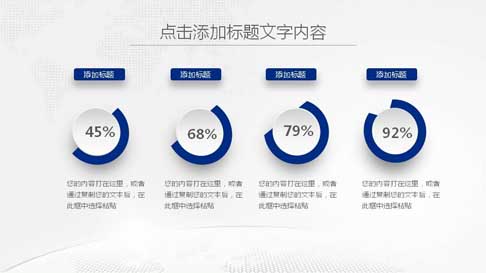 点击添加标题文字内容
添加标题
添加标题
添加标题
添加标题
45%
68%
79%
92%
您的内容打在这里，或者
通过复制您的文本后，在
此框中选择粘贴
您的内容打在这里，或者
通过复制您的文本后，在
此框中选择粘贴
您的内容打在这里，或者
通过复制您的文本后，在
此框中选择粘贴
您的内容打在这里，或者
通过复制您的文本后，在
此框中选择粘贴